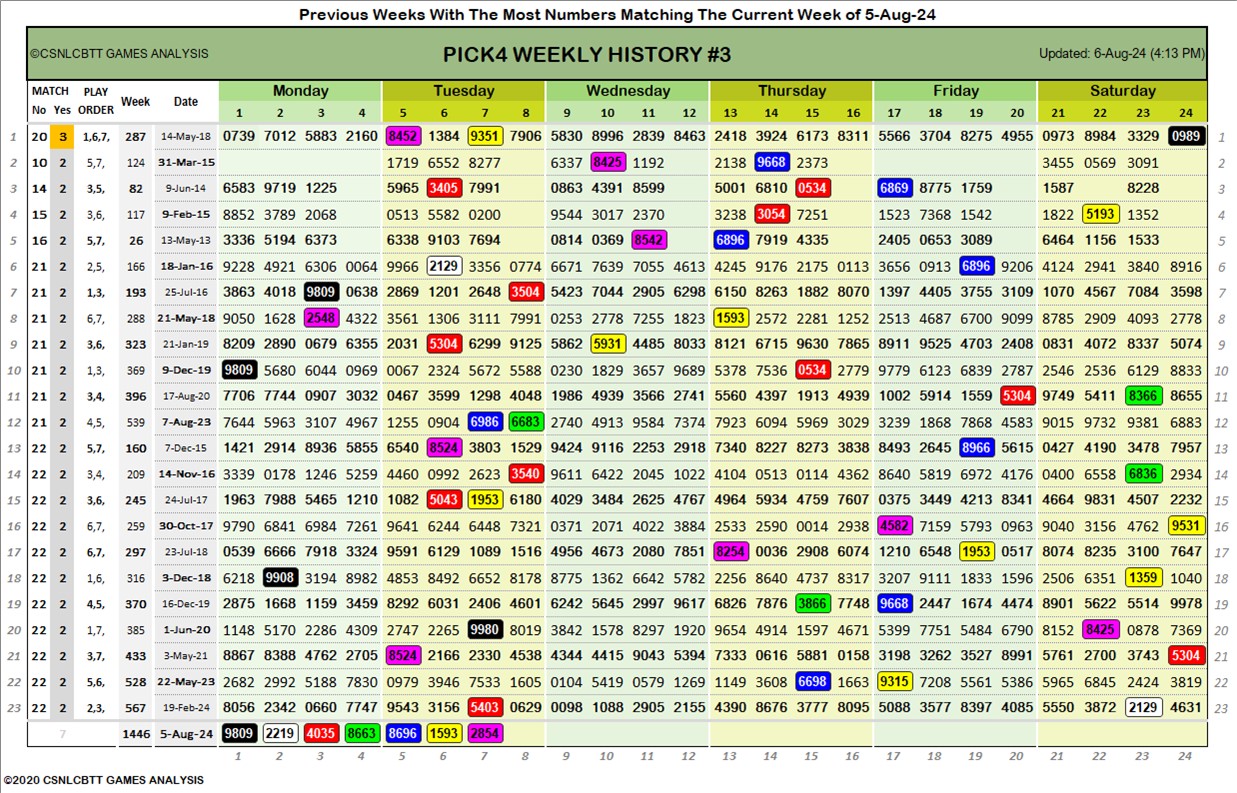 Previous Weeks With The Most Numbers Matching The Current Week of 5-Aug-24
©CSNLCBTT GAMES ANALYSIS PICK4 WEEKLY HISTORY #3 Updated: 6-Aug-24 (4:13 PM)
MATCH PLAY Week Date Monday Tuesday Wednesday Thursday Friday Saturday
No Yes ORDER 1 2 3 4 5 6 7 8 9 10 11 12 13 14 15 16 17 18 19 20 21 22 23 24
1 20 3 1,6,7, 287 14-May-18 0739 7012 5883 2160 8452 1384 9351 7906 5830 8996 2839 8463 2418 3924 6173 8311 5566 3704 8275 4955 0973 8984 3329 0989 1
2 10 2 5,7, 124 31-Mar-15 1719 6552 8277 6337 8425 1192 2138 9668 2373 3455 0569 3091 2
3 14 2 3,5, 82 9-Jun-14 6583 9719 1225 5965 3405 7991 0863 4391 8599 5001 6810 0534 6869 8775 1759 1587 8228 3
4 15 2 3,6, 117 9-Feb-15 8852 3789 2068 0513 5582 0200 9544 3017 2370 3238 3054 7251 1523 7368 1542 1822 5193 1352 4
5 16 2 5,7, 26 13-May-13 3336 5194 6373 6338 9103 7694 0814 0369 8542 6896 7919 4335 2405 0653 3089 6464 1156 1533 5
6 21 2 2,5, 166 18-Jan-16 9228 4921 6306 0064 9966 2129 3356 0774 6671 7639 7055 4613 4245 9176 2175 0113 3656 0913 6896 9206 4124 2941 3840 8916 6
7 21 2 1,3, 193 25-Jul-16 3863 4018 9809 0638 2869 1201 2648 3504 5423 7044 2905 6298 6150 8263 1882 8070 1397 4405 3755 3109 1070 4567 7084 3598 7
8 21 2 6,7, 288 21-May-18 9050 1628 2548 4322 3561 1306 3111 7991 0253 2778 7255 1823 1593 2572 2281 1252 2513 4687 6700 9059 8785 2909 4093 2778 8
9 21 2 3,6, 323 21-Jan-19 8209 2890 0679 6355 2031 5304 6299 9125 5862 5931 4485 8033 8121 6715 9630 7865 8911 9525 4703 2408 0831 4072 8337 5074 9
10 21 2 1,3, 369 9-Dec-19 9809 5680 6044 0969 0067 2324 5672 5588 0230 1829 3657 9689 5378 7536 0534 2779 9779 6123 6839 2787 2546 2536 6129 8833 10
11 21 2 3,4, 396 17-Aug-20 7706 7744 0907 3032 0467 3599 1298 4048 1986 4939 3566 2741 5560 4397 1913 4939 1002 5914 1559 5304 9749 5411 8366 8655 11
12 21 2 4,5, 539 7-Aug-23 7644 5963 3107 4967 1255 0904 6986 6683 2740 4913 9584 7374 7923 6094 5969 3029 2239 1868 7868 4583 9015 9732 9381 6883 12
13 22 2 5,7, 160 7-Dec-15 1421 2914 8936 5855 6540 8524 3803 1529 9424 9116 2253 2918 7340 8227 8273 3838 8493 2645 8966 5615 0427 4190 3478 7957 13
14 22 2 3,4, 209 14-Nov-16 3339 0178 1246 5259 4460 0992 2623 3540 9611 6422 2045 1022 4104 0513 0114 4362 8640 5819 9772 4176 0400 6558 6836 2934 14
15 22 2 3,6, 245 24-Jul-17 1963 7988 5465 1210 1082 5043 1953 6180 4029 3484 2625 4767 4964 5934 4759 7607 0375 3449 4213 8341 4664 9831 4507 2232 15
16 22 2 6,7, 259 30-Oct-17 9790 6841 6984 7261 9641 6244 6448 7321 0371 2071 4022 3884 2533 2590 0014 2938 4582 7159 5793 0963 9040 3156 4762 9531 16
17 22 2 6,7, 297 23-Jul-18 0539 6666 7918 3324 9591 6129 1089 1516 4956 4673 2080 7851 8254 0036 2908 6074 1210 6548 1953 0517 8074 8235 3100 7647 17
18 22 2 1,6, 316 3-Dec-18 6218 9908 3194 8982 4853 8492 6652 8178 8775 1362 6642 5782 2256 8640 4737 8317 3207 9111 1833 1596 2506 6351 1359 1040 18
19 22 2 4,5, 370 16-Dec-19 2875 1668 1159 3459 8292 6031 2406 4601 6242 5645 2997 9617 6826 7876 3866 7748 9668 2447 1674 4474 8901 5622 5514 9978 19
20 22 2 1,7, 385 1-Jun-20 1148 5170 2286 4309 2747 2265 9980 8019 3842 1578 8277 1920 9654 4914 1597 4671 5399 7751 5484 6790 8152 8425 0878 7369 20
21 22 2 3,7, 433 3-May-21 8867 8388 4762 2705 8524 2166 2330 4538 4344 4415 9043 5394 7333 0616 5881 0158 3198 3262 3527 8991 5761 2700 3743 5304 21
22 22 2 5,6, 528 22-May-23 2682 2992 5188 7830 0979 3946 7533 1605 0104 5419 0579 1269 1149 3608 6698 1663 9315 7208 5561 5386 5965 6845 2424 3819 22
23 22 2 2,3, 567 19-Feb-24 8056 2342 0660 7747 9543 3156 5403 0629 0098 1088 2905 2155 4390 8676 3777 8095 5088 3577 8397 4085 5550 3872 2129 4631 23
7 1446 5-Aug-24 9809 2219 4035 8663 8696 1593 2854
1 2 3 4 5 6 7 8 9 10 11 12 13 14 15 16 17 18 19 20 21 22 23 24
©2020 CSNLCBTT GAMES ANALYSIS